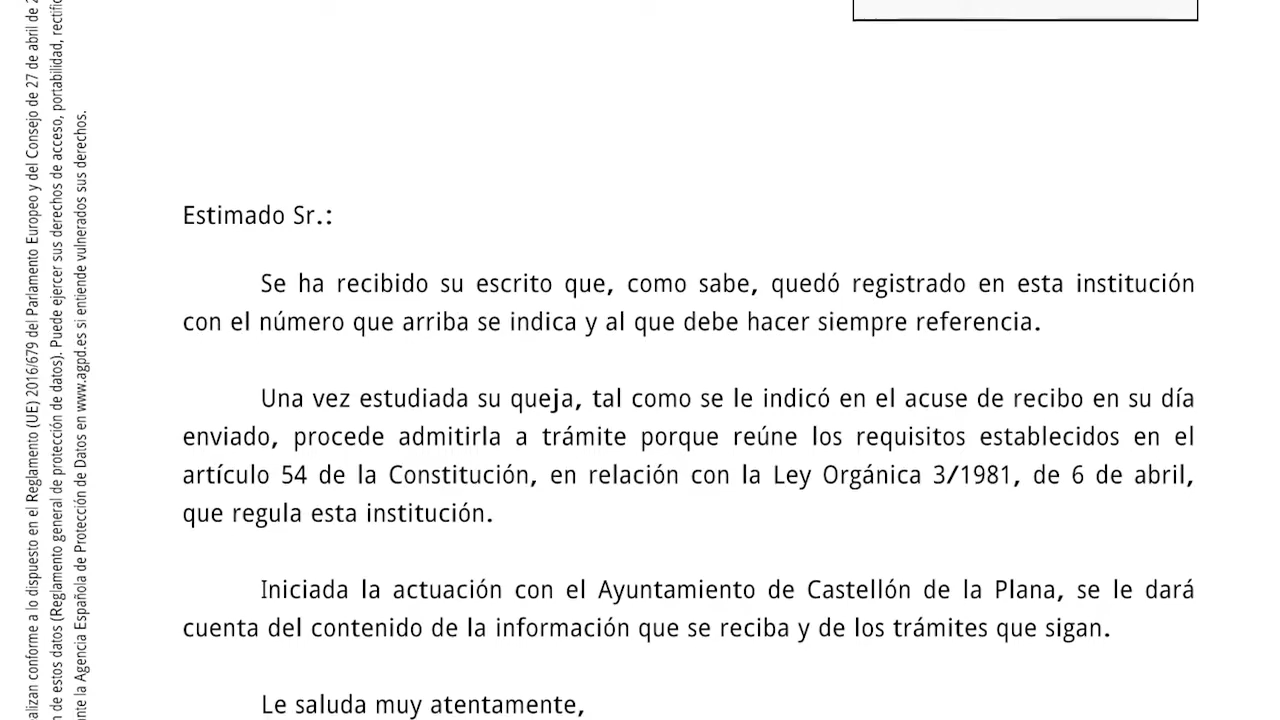 Estimado Sr.:
Se ha recibido su escrito que, como sabe, quedó registrado en esta institución
con el número que arriba se indica y al que debe hacer siempre referencia.
Una vez estudiada su queja, tal como se le indicó en el acuse de recibo en su día
enviado, procede admitirla a trámite porque reúne los requisitos establecidos en el
artículo 54 de la Constitución, en relación con la Ley Orgánica 3/1981, de 6 de abril,
que regula esta institución.
Iniciada la actuación con el Ayuntamiento de Castellón de la Plana, se le dará
cuenta del contenido de la información que se reciba y de los trámites que sigan.
Le saluda muy atentamente,
conforme a lo dispuesto en el Reglamento (UE) 2016/679 del Parlamento Europeo y del Consejo de 27 de abril de
de estos datos (Reglamento general de protección de datos). Puede ejercer sus derechos de acceso, portabilidad,
la Agencia Española de Protección de Datos en www.agpd.es si entiende vulnerados sus derechos.